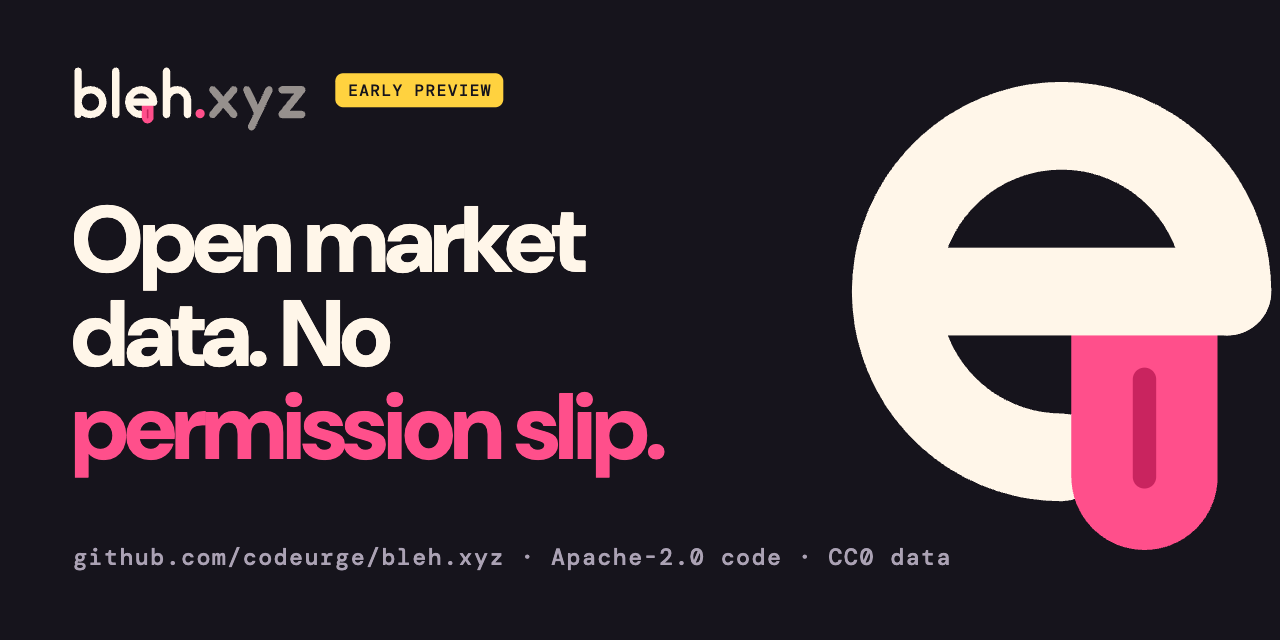 bleh.xyz
EARLY PREVIEW
Open market
data. No
permission slip.
github.com/codeurge/bleh.xyz · Apache-2.0 code · CC0 data